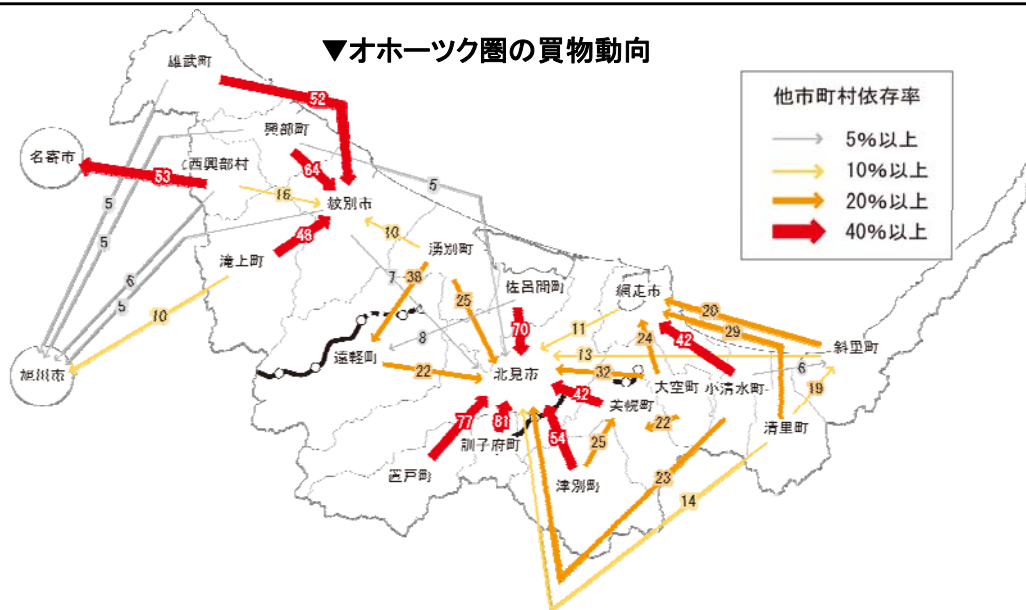 ▼オホーツク圏の買物動向
他市町村依存率
5%以上
10%以上
20%以上
40%以上
雄武町
52
興部町
名寄市
53
西興部村
64
5
16
紋別市
5
5
48
10
湧別町
滝上町
6
5
7
38
25
佐呂間町
網走市
10
8
70
11
28
29
24
42
13
斜里町
遠軽町
22
北見市
32
6
旭川市
大空町
小清水町
19
42
美幌町
77
81
22
清里町
訓子府町
54
25
置戸町
津別町
23
14